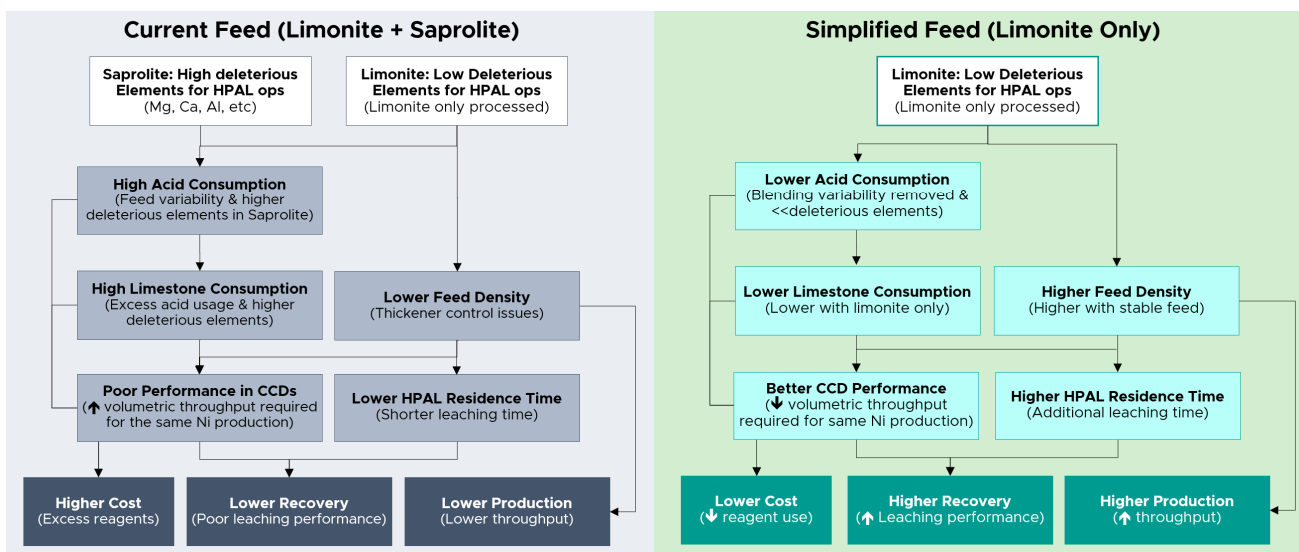 Current Feed (Limonite + Saprolite)
Saprolite: High deleterious
Elements for HPAL ops
(Mg, Ca, Al, etc)
Limonite: Low Deleterious
Elements for HPAL ops
(Limonite only processed)
High Acid Consumption
(Feed variability & higher
deleterious elements in Saprolite)
High Limestone Consumption
(Excess acid usage & higher
deleterious elements)
Lower Feed Density
(Thickener control issues)
Poor Performance in CCDs
(↑ volumetric throughput required
for the same Ni production)
Lower HPAL Residence Time
(Shorter leaching time)
Higher Cost
(Excess reagents)
Lower Recovery
(Poor leaching performance)
Lower Production
(Lower throughput)
Simplified Feed (Limonite Only)
Limonite: Low Deleterious
Elements for HPAL ops
(Limonite only processed)
Lower Acid Consumption
(Blending variability removed &
<<deleterious elements)
Lower Limestone Consumption
(Lower with limonite only)
Higher Feed Density
(Higher with stable feed)
Better CCD Performance
(↓ volumetric throughput
required for same Ni production)
Higher HPAL Residence Time
(Additional leaching time)
Lower Cost
(↓ reagent use)
Higher Recovery
(↑ Leaching performance)
Higher Production
(↑ throughput)